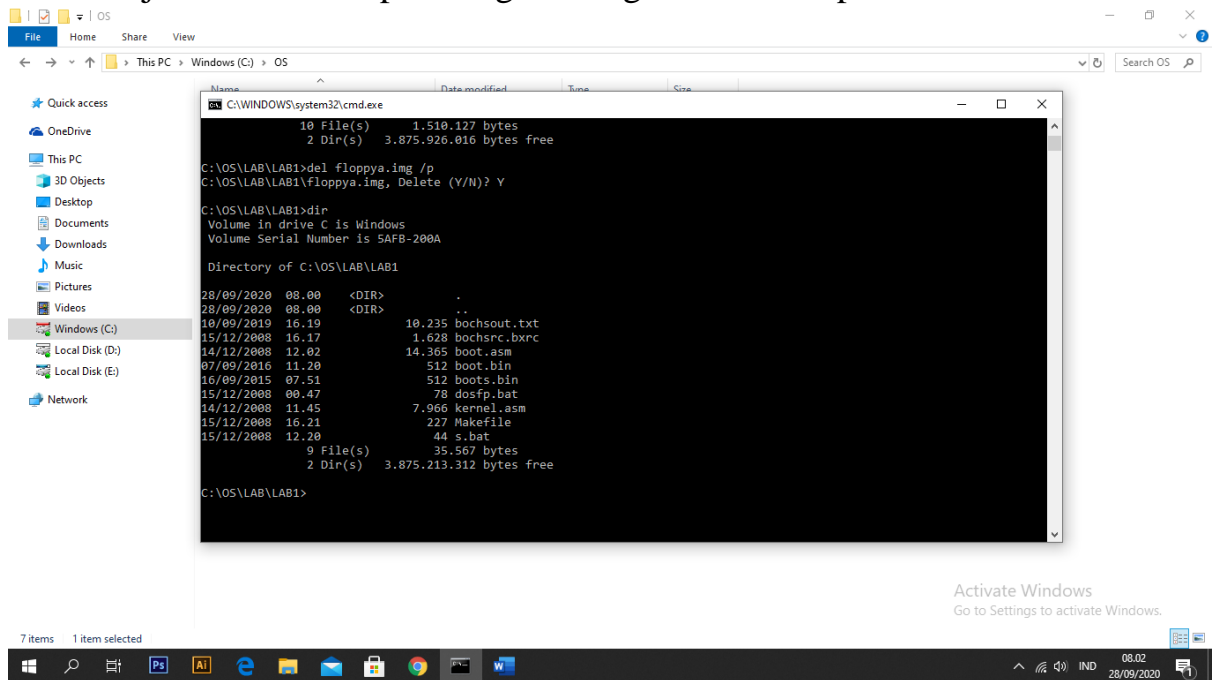 OS
File Home Share View
This PC > Windows (C:) > OS
Search OS
Name Date modified Type Size
Quick access
OneDrive
This PC
3D Objects
Desktop
Documents
Downloads
Music
Pictures
Videos
Windows (C:)
Local Disk (D:)
Local Disk (E:)
Network
C:\WINDOWS\system32\cmd.exe
10 File(s) 1.510.127 bytes
2 Dir(s) 3.875.926.016 bytes free
C:\OS\LAB\LAB1>del floppya.img /p
C:\OS\LAB\LAB1\floppya.img, Delete (Y/N)? Y
C:\OS\LAB\LAB1>dir
Volume in drive C is Windows
Volume Serial Number is 5AFB-200A
Directory of C:\OS\LAB\LAB1
28/09/2020 08.00 <DIR> .
28/09/2020 08.00 <DIR> ..
10/09/2019 16.19 10.235 bochsout.txt
15/12/2008 16.17 1.628 bochsrc.bxrc
14/12/2008 12.02 14.365 boot.asm
07/09/2016 11.20 512 boot.bin
16/09/2015 07.51 512 boots.bin
15/12/2008 00.47 78 dosfp.bat
14/12/2008 11.45 7.966 kernel.asm
15/12/2008 16.21 227 Makefile
15/12/2008 12.20 44 s.bat
9 File(s) 35.567 bytes
2 Dir(s) 3.875.213.312 bytes free
C:\OS\LAB\LAB1>
Activate Windows
Go to Settings to activate Windows.
7 items 1 item selected
Ps Ai
IND
08.02
28/09/2020